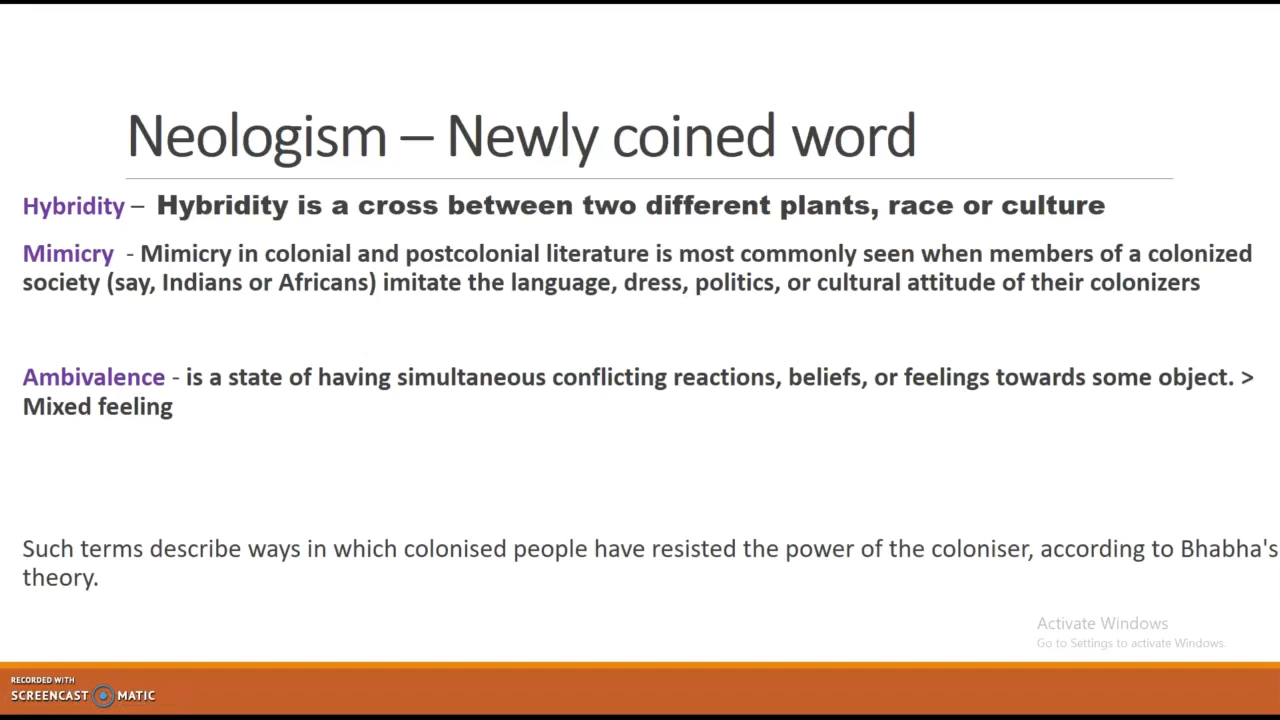 Neologism – Newly coined word
Hybridity – Hybridity is a cross between two different plants, race or culture
Mimicry - Mimicry in colonial and postcolonial literature is most commonly seen when members of a colonized
society (say, Indians or Africans) imitate the language, dress, politics, or cultural attitude of their colonizers
Ambivalence - is a state of having simultaneous conflicting reactions, beliefs, or feelings towards some object. >
Mixed feeling
Such terms describe ways in which colonised people have resisted the power of the coloniser, according to Bhabha's
theory.
Activate Windows
Go to Settings to activate Windows.
RECORDED WITH
SCREENCAST MATIC